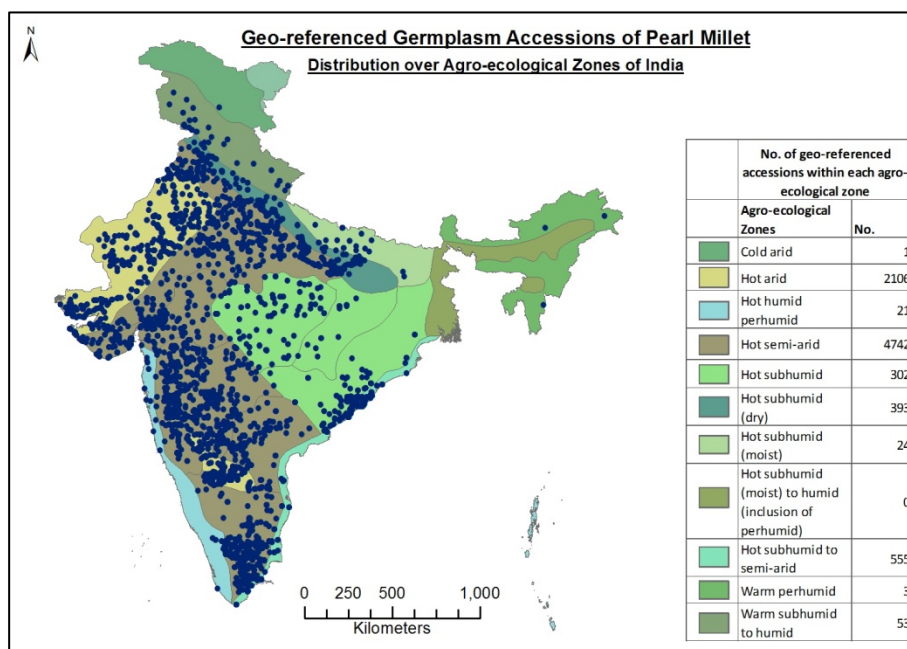 N
Geo-referenced Germplasm Accessions of Pearl Millet
Distribution over Agro-ecological Zones of India
No. of geo-referenced
accessions within each agro-
ecological zone
Agro-ecological
Zones No.
Cold arid 1
Hot arid 2106
Hot humid
perhumid 21
Hot semi-arid 4742
Hot subhumid 302
Hot subhumid
(dry) 393
Hot subhumid
(moist) 24
Hot subhumid
(moist) to humid
(inclusion of
perhumid) 0
Hot subhumid to
semi-arid 555
Warm perhumid 3
Warm subhumid
to humid 53
0 250 500 1,000
Kilometers